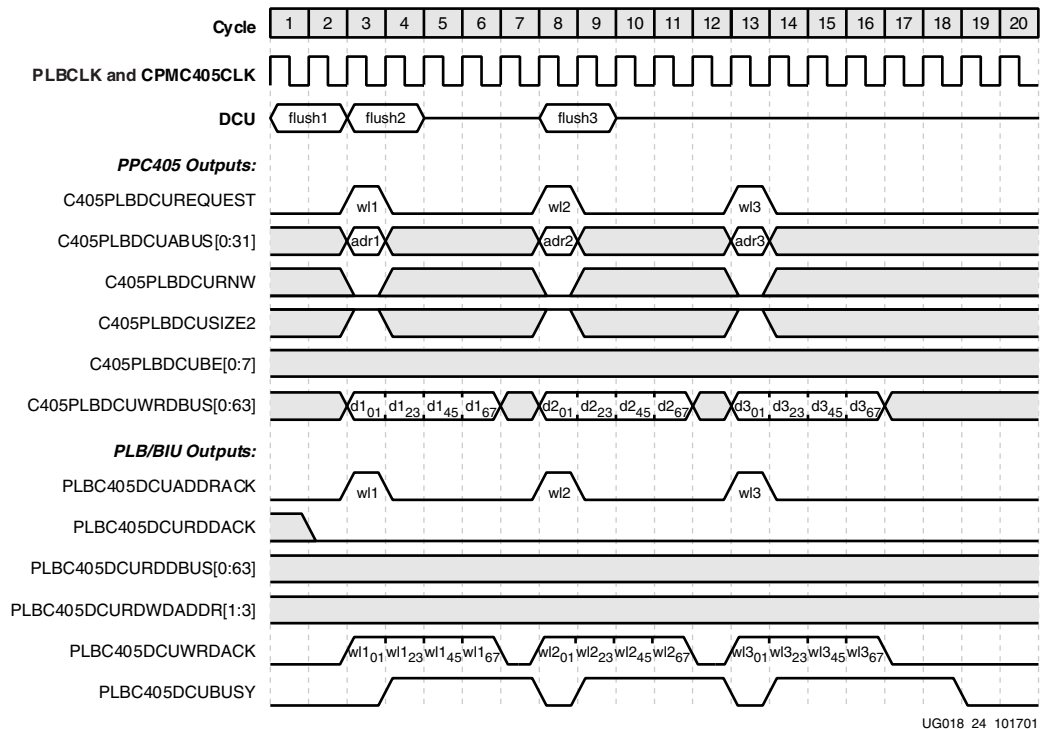 Cycle 1 2 3 4 5 6 7 8 9 10 11 12 13 14 15 16 17 18 19 20
PLBCLK and CPMC405CLK
DCU flush1 flush2 flush3
PPC405 Outputs:
C405PLBDCUREQUEST wl1 wl2 wl3
C405PLBDCUABUS[0:31] adr1 adr2 adr3
C405PLBDCURNW
C405PLBDCUSIZE2
C405PLBDCUBE[0:7]
C405PLBDCUWRDBUS[0:63] d101 d123 d145 d167 d201 d223 d245 d267 d301 d323 d345 d367
PLB/BIU Outputs:
PLBC405DCUADDRACK wl1 wl2 wl3
PLBC405DCURDDACK
PLBC405DCURDDBUS[0:63]
PLBC405DCURDWDADDR[1:3]
PLBC405DCUWRDACK wl101 wl123 wl145 wl167 wl201 wl223 wl245 wl267 wl301 wl323 wl345 wl367
PLBC405DCUBUSY
UG018_24_101701